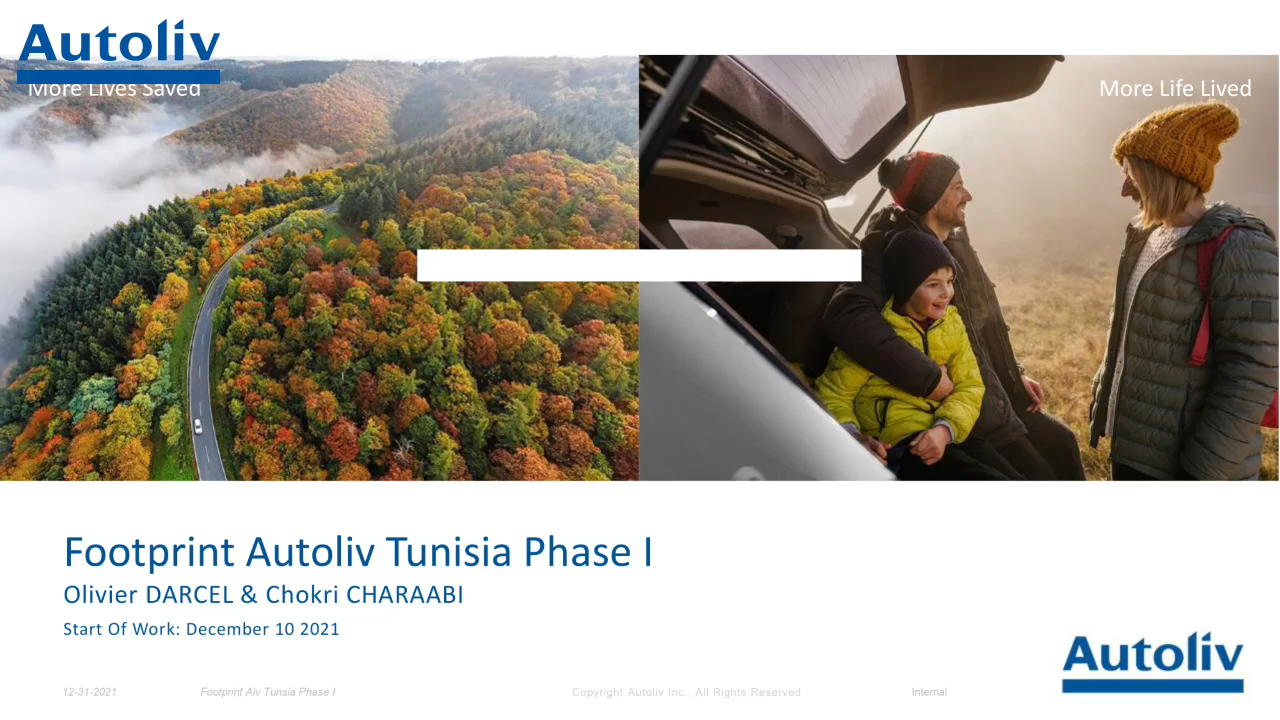 Autoliv
More Lives Saved
More Life Lived
Footprint Autoliv Tunisia Phase I
Olivier DARCEL & Chokri CHARAABI
Start Of Work: December 10 2021
Autoliv
12-31-2021
Footprint Alv Tunsia Phase I
Copyright Autoliv Inc., All Rights Reserved
Internal